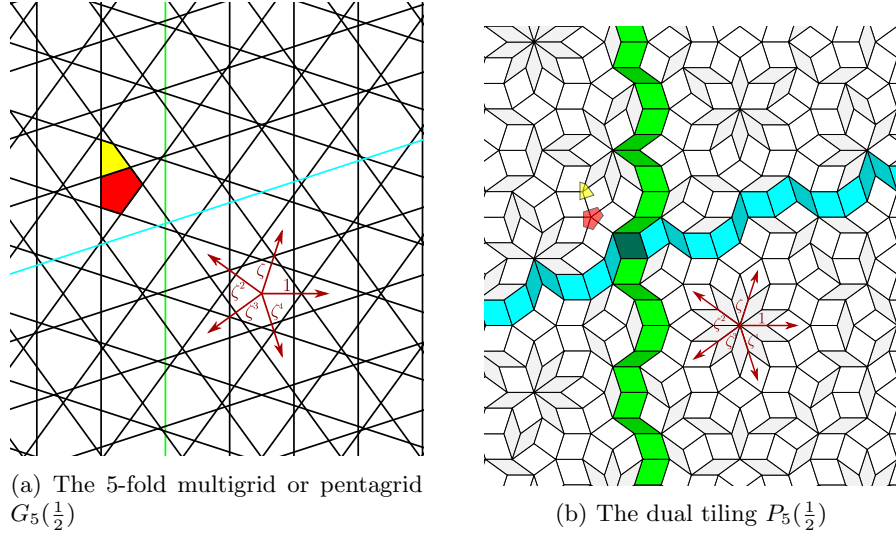 ζ
ζ² 1
ζ³ ζ⁴
ζ
ζ² 1
(a) The 5-fold multigrid or pentagrid
G₅(½)
(b) The dual tiling P₅(½)